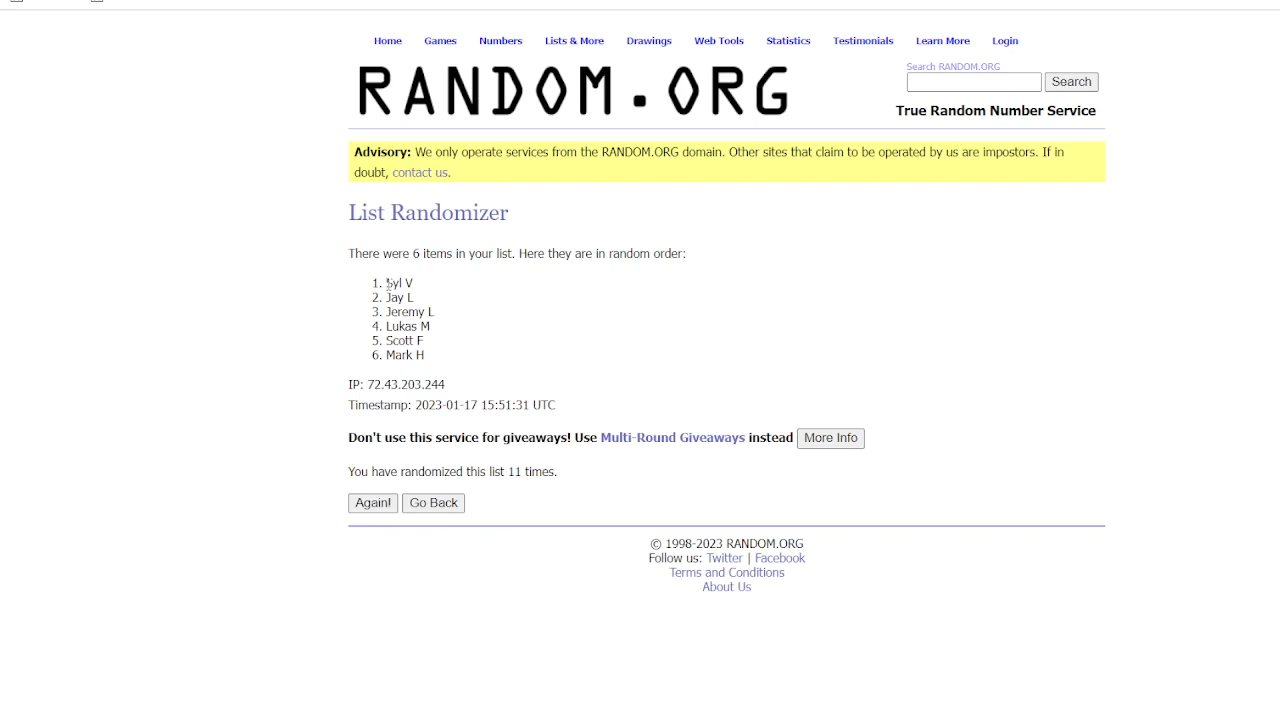 Home Games Numbers Lists & More Drawings Web Tools Statistics Testimonials Learn More Login
RANDOM.ORG
Search RANDOM.ORG
Search
True Random Number Service
Advisory: We only operate services from the RANDOM.ORG domain. Other sites that claim to be operated by us are impostors. If in
doubt, contact us.
List Randomizer
There were 6 items in your list. Here they are in random order:
1. Syl V
2. Jay L
3. Jeremy L
4. Lukas M
5. Scott F
6. Mark H
IP: 72.43.203.244
Timestamp: 2023-01-17 15:51:31 UTC
Don't use this service for giveaways! Use Multi-Round Giveaways instead More Info
You have randomized this list 11 times.
Again! Go Back
© 1998-2023 RANDOM.ORG
Follow us: Twitter | Facebook
Terms and Conditions
About Us